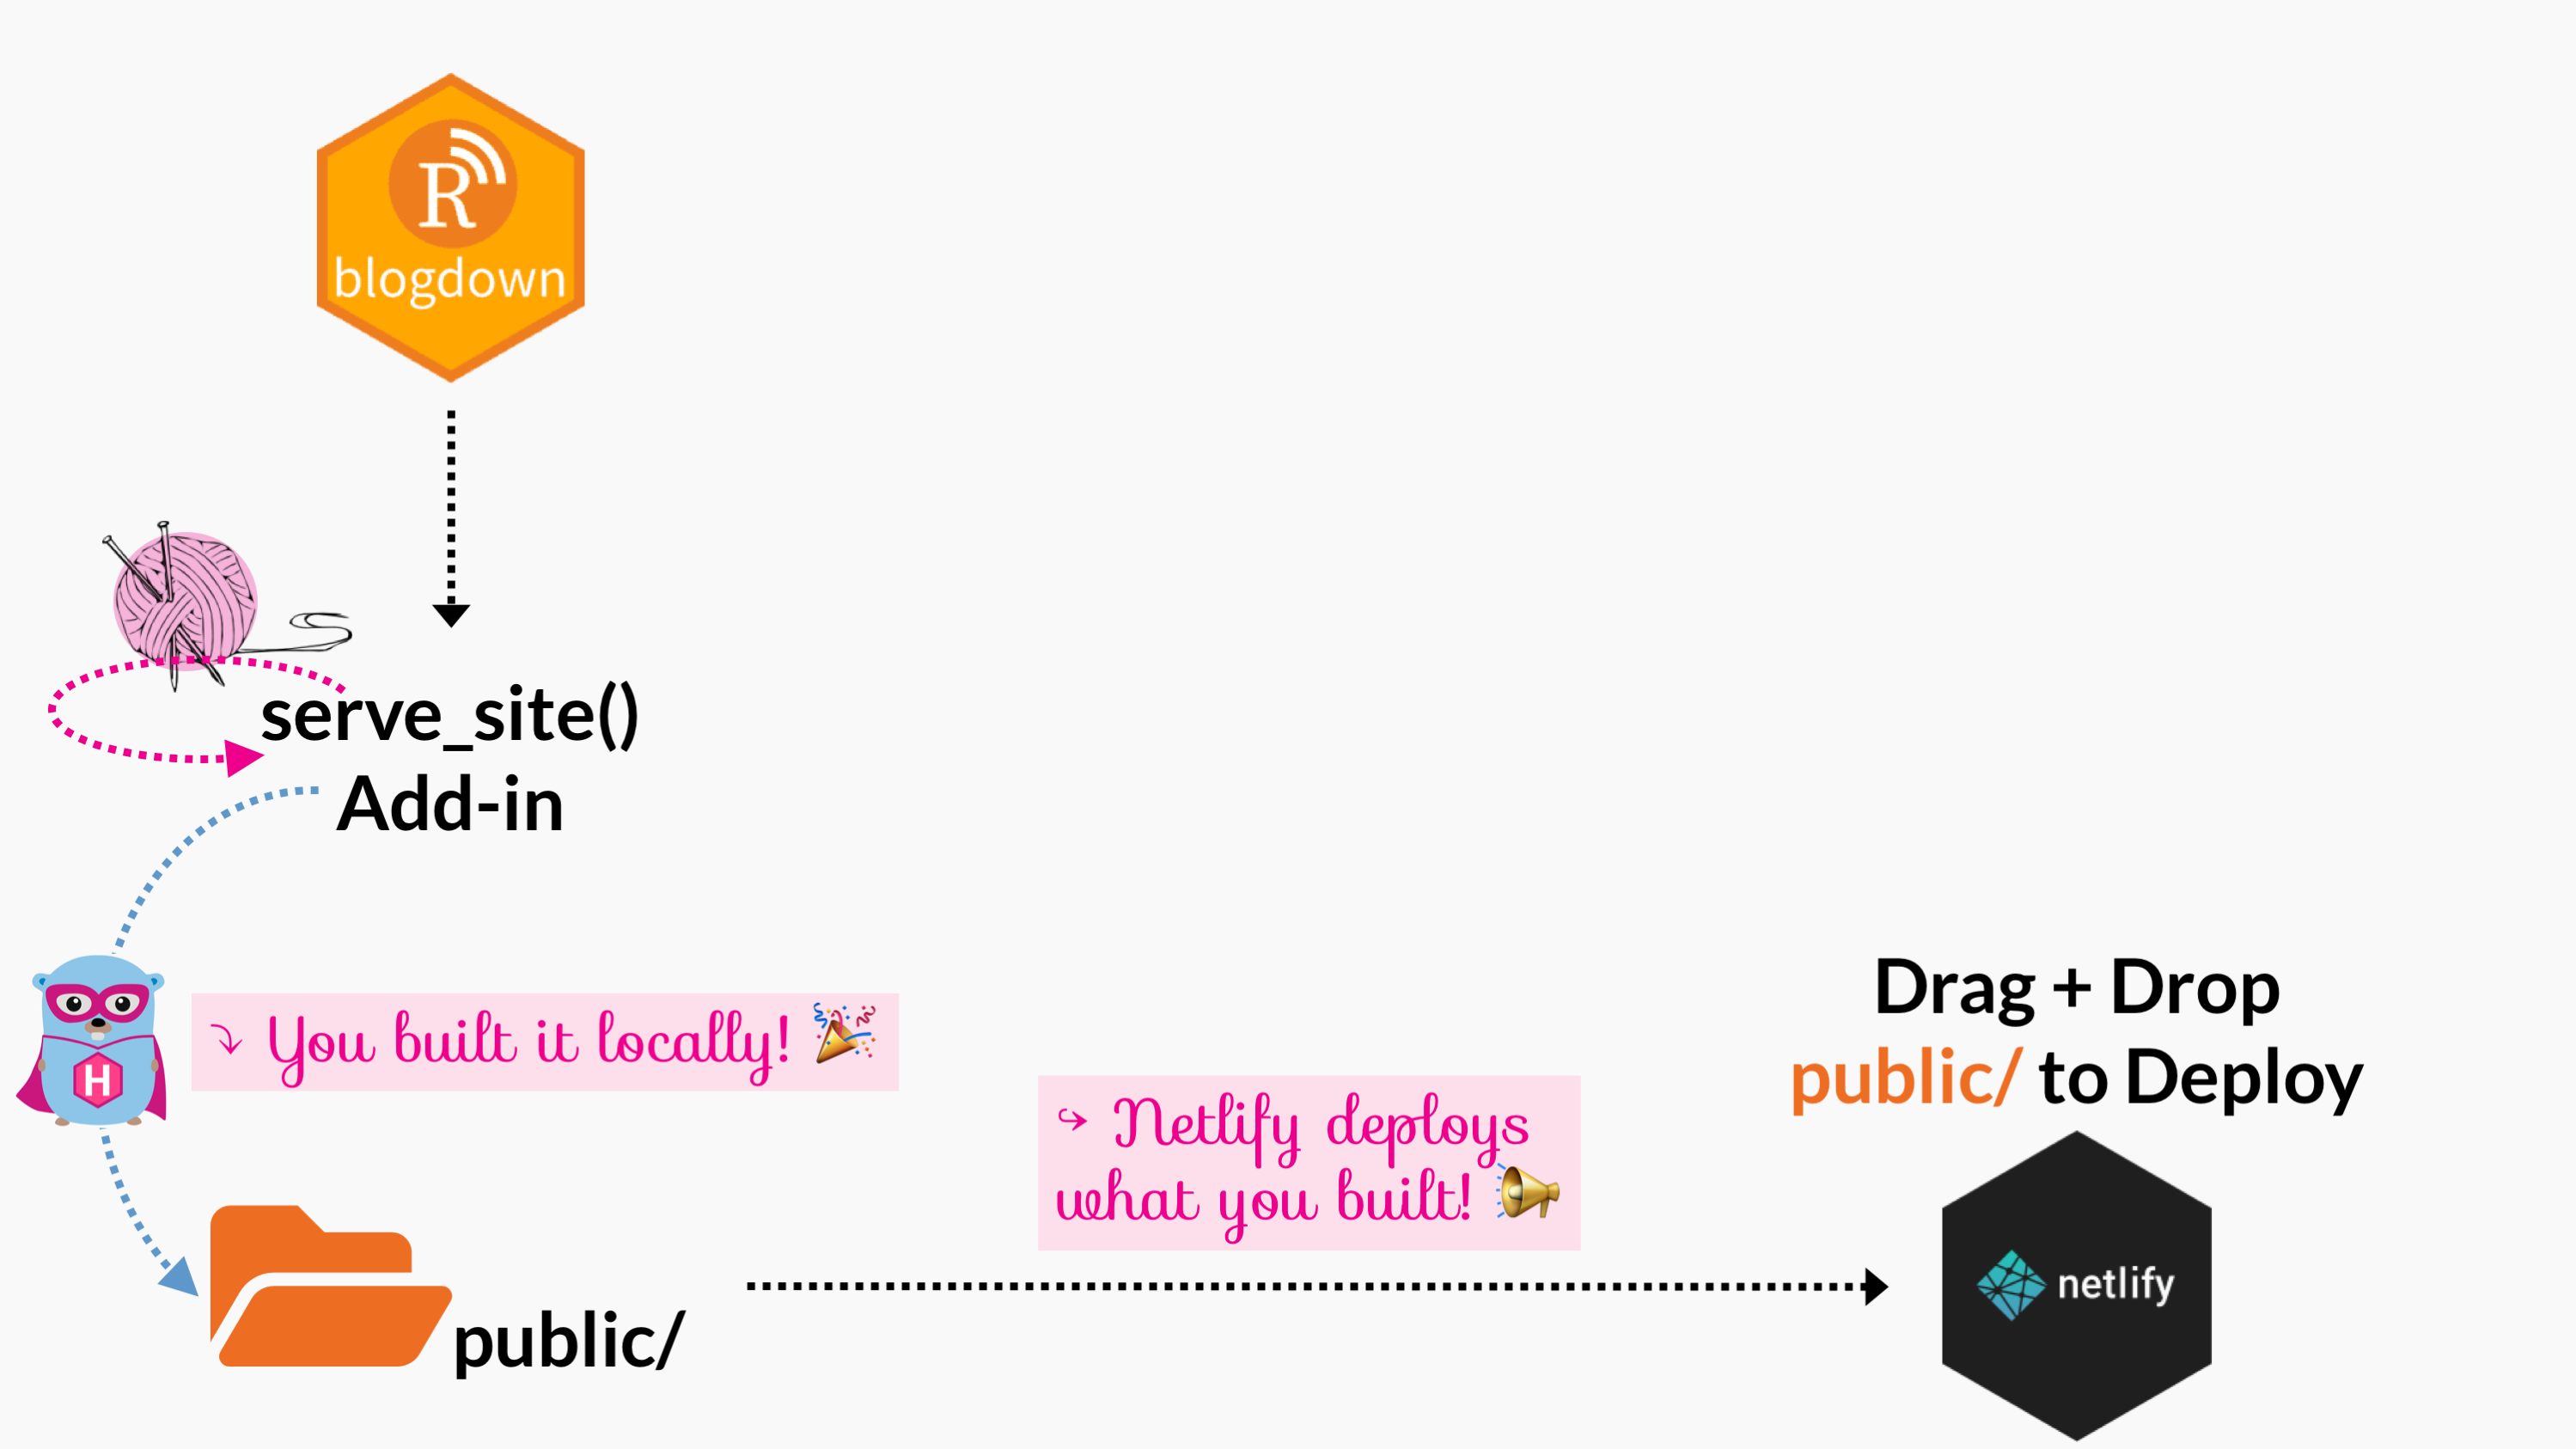 R
blogdown
serve_site()
Add-in
H
⤵ You built it locally! 🎉
Drag + Drop
public/ to Deploy
↪ Netlify deploys
what you built! 📢
netlify
public/